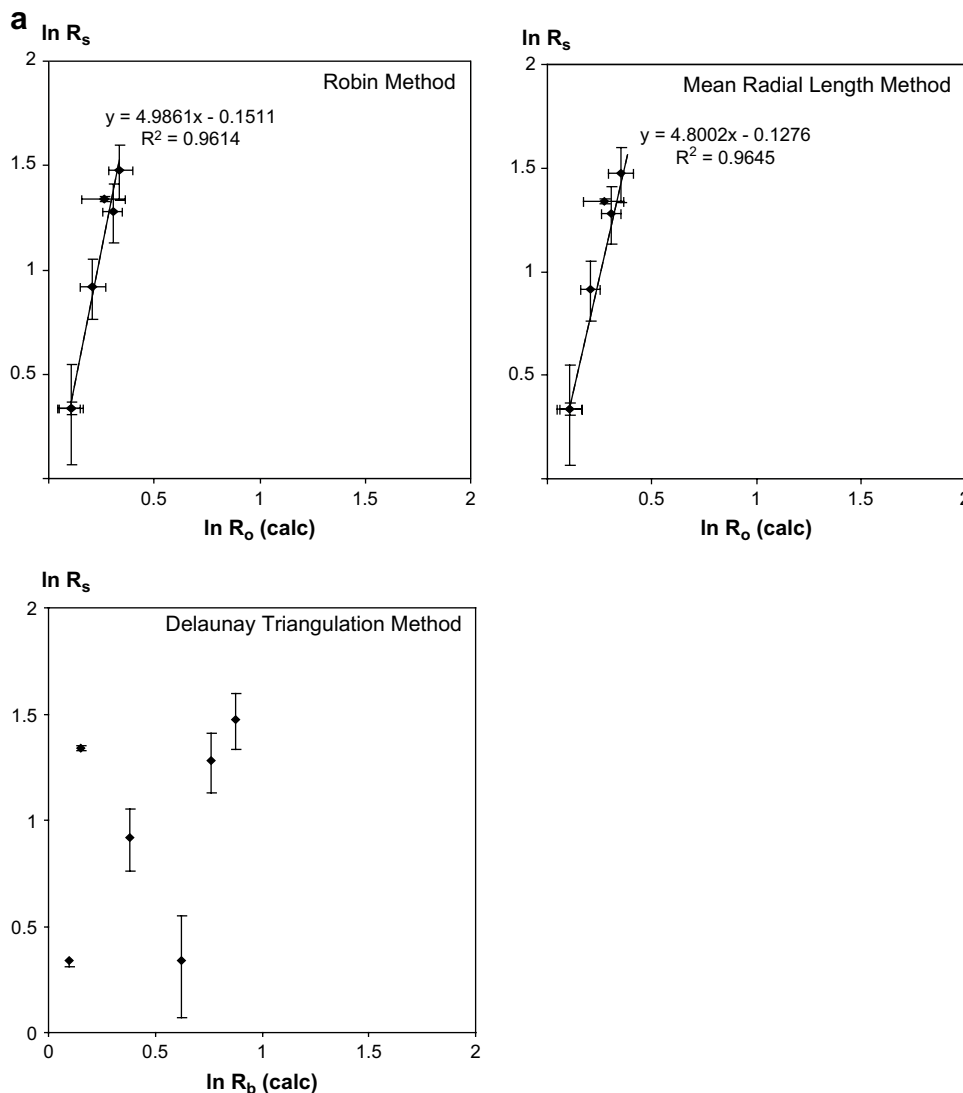 a
ln Rs
Robin Method
y = 4.9861x - 0.1511
R2 = 0.9614
2
1.5
1
0.5
0.5 1 1.5 2
ln Ro (calc)
ln Rs
Mean Radial Length Method
y = 4.8002x - 0.1276
R2 = 0.9645
2
1.5
1
0.5
0.5 1 1.5 2
ln Ro (calc)
ln Rs
Delaunay Triangulation Method
2
1.5
1
0.5
0
0 0.5 1 1.5 2
ln Rb (calc)